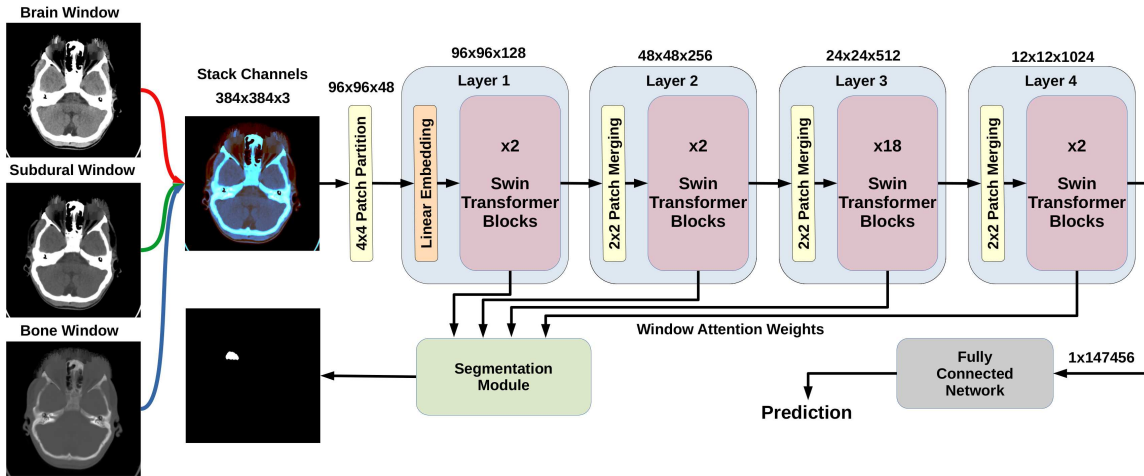 Brain Window
Subdural Window
Bone Window
Stack Channels
384x384x3
96x96x48
4x4 Patch Partition
96x96x128
Layer 1
Linear Embedding
x2
Swin
Transformer
Blocks
48x48x256
Layer 2
2x2 Patch Merging
x2
Swin
Transformer
Blocks
24x24x512
Layer 3
2x2 Patch Merging
x18
Swin
Transformer
Blocks
12x12x1024
Layer 4
2x2 Patch Merging
x2
Swin
Transformer
Blocks
Window Attention Weights
Segmentation
Module
Fully
Connected
Network
1x147456
Prediction